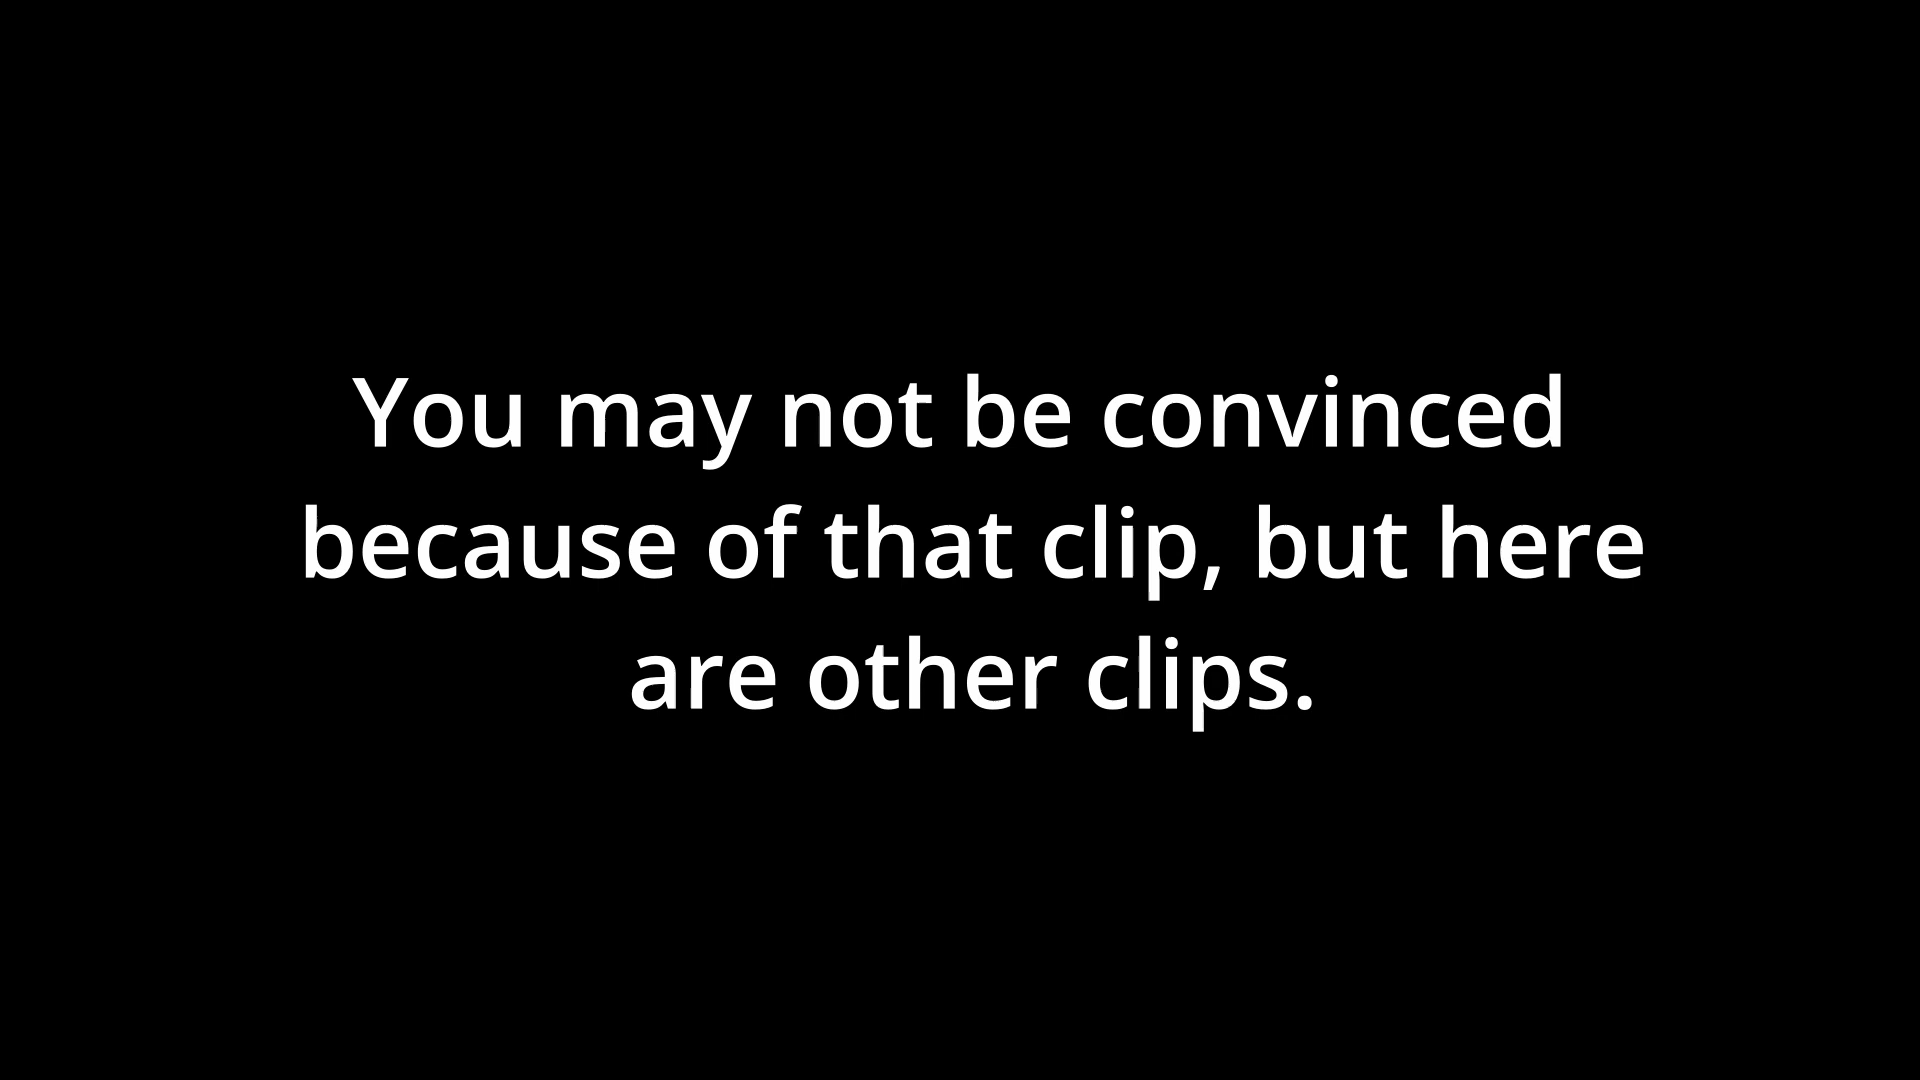 You may not be convinced
because of that clip, but here
are other clips.